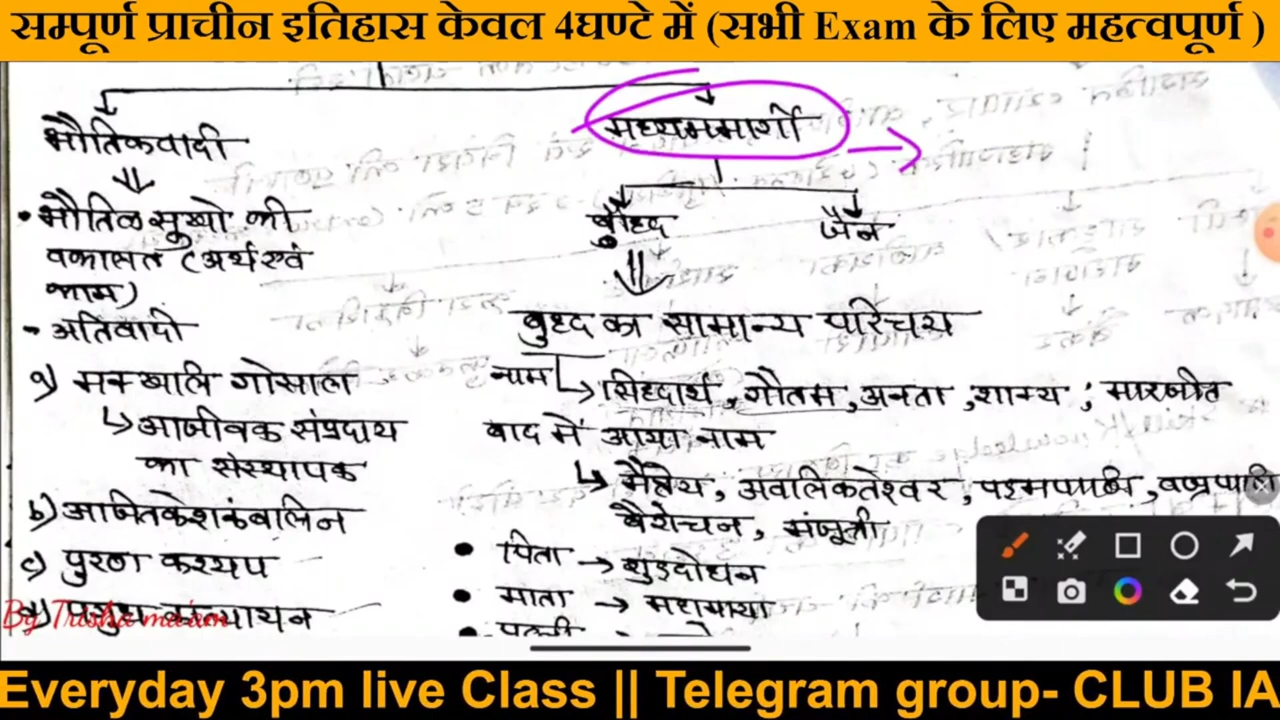 सम्पूर्ण प्राचीन इतिहास केवल 4घण्टे में (सभी Exam के लिए महत्वपूर्ण )
भौतिकवादी
मध्यममार्गी
• भौतिक सुखो की
वकालत (अर्थ एवं
काम)
- अतिवादी
बौद्ध
जैन
बुद्ध का सामान्य परिचय
a) मक्खलि गोसाल
↳ आजीवक संप्रदाय
का संस्थापक
b) अजितकेशकंबलिन
c) पुरण कश्यप
नाम → सिद्धार्थ, गौतम, अनता, शाक्य, मारजीत
बाद में आया नाम
↳ मैत्रेय, अवलिकतेश्वर, पद्मपाणी, वज्रपाणि
वैरोचन, मंजूश्री
• पिता → शुद्दोधन
• माता → महामाया
By Trisha ma'am
Everyday 3pm live Class || Telegram group- CLUB IA